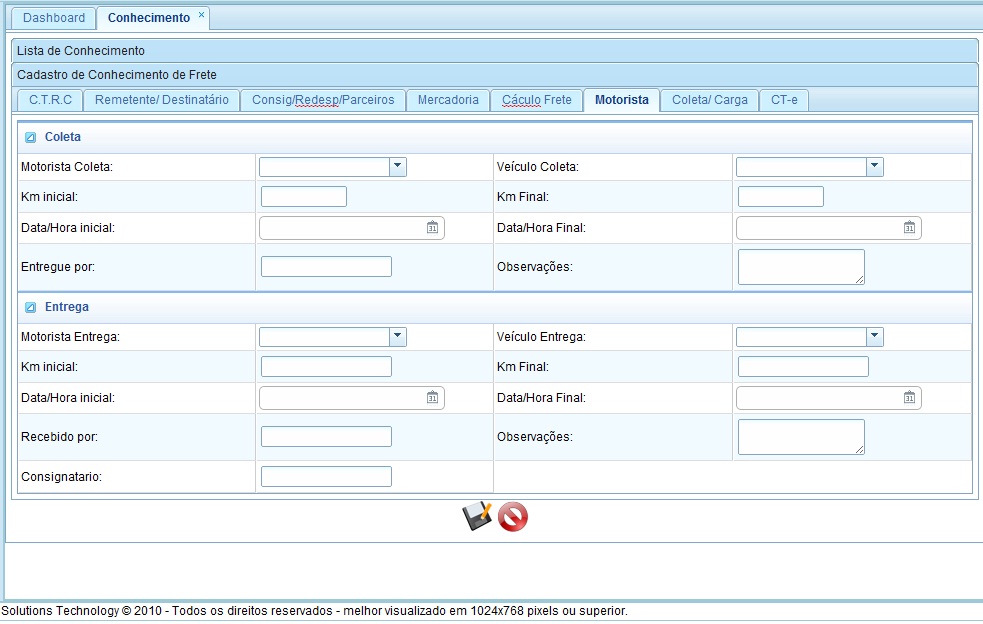 Dashboard Conhecimento ×
Lista de Conhecimento
Cadastro de Conhecimento de Frete
C.T.R.C Remetente/ Destinatário Consig/Redesp/Parceiros Mercadoria Cáculo Frete Motorista Coleta/ Carga CT-e
Coleta
Motorista Coleta: Veículo Coleta:
Km inicial: Km Final:
Data/Hora inicial: 31 Data/Hora Final: 31
Entregue por: Observações:
Entrega
Motorista Entrega: Veículo Entrega:
Km inicial: Km Final:
Data/Hora inicial: 31 Data/Hora Final: 31
Recebido por: Observações:
Consignatario:
Solutions Technology © 2010 - Todos os direitos reservados - melhor visualizado em 1024x768 pixels ou superior.